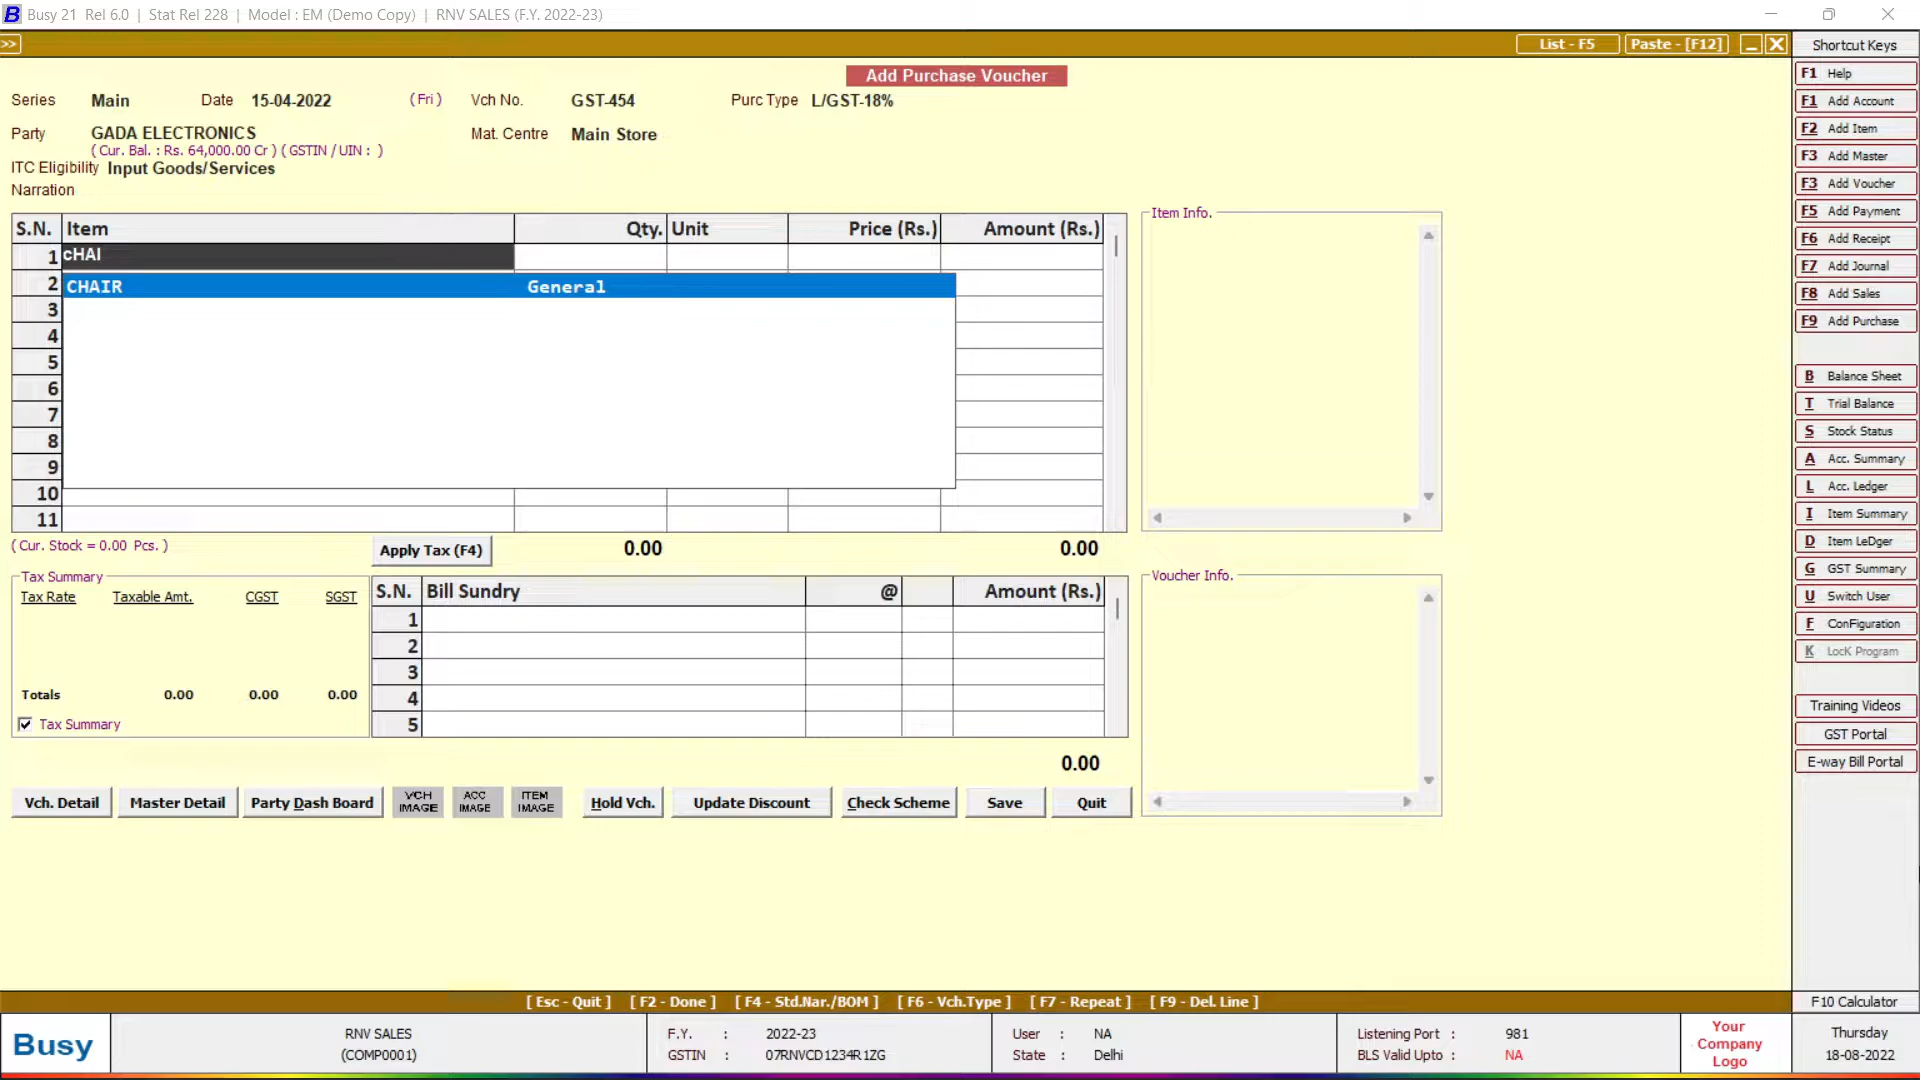 Busy 21 Rel 6.0 | Stat Rel 228 | Model : EM (Demo Copy) | RNV SALES (F.Y. 2022-23)
>> List - F5 Paste - [F12]
Add Purchase Voucher
Series Main Date 15-04-2022 (Fri) Vch No. GST-454 Purc Type L/GST-18%
Party GADA ELECTRONICS Mat. Centre Main Store
( Cur. Bal. : Rs. 64,000.00 Cr ) ( GSTIN / UIN : )
ITC Eligibility Input Goods/Services
Narration
S.N. Item Qty. Unit Price (Rs.) Amount (Rs.)
1 cHAI
2 CHAIR General
3
4
5
6
7
8
9
10
11
( Cur. Stock = 0.00 Pcs. ) Apply Tax (F4) 0.00 0.00
Item Info.
Tax Summary
Tax Rate Taxable Amt. CGST SGST
Totals 0.00 0.00 0.00
Tax Summary
S.N. Bill Sundry @ Amount (Rs.)
1
2
3
4
5
0.00
Voucher Info.
Vch. Detail Master Detail Party Dash Board VCH IMAGE ACC IMAGE ITEM IMAGE Hold Vch. Update Discount Check Scheme Save Quit
Shortcut Keys
F1 Help
F1 Add Account
F2 Add Item
F3 Add Master
F3 Add Voucher
F5 Add Payment
F6 Add Receipt
F7 Add Journal
F8 Add Sales
F9 Add Purchase
B Balance Sheet
T Trial Balance
S Stock Status
A Acc. Summary
L Acc. Ledger
I Item Summary
D Item LeDger
G GST Summary
U Switch User
F ConFiguration
K LocK Program
Training Videos
GST Portal
E-way Bill Portal
[ Esc - Quit ] [ F2 - Done ] [ F4 - Std.Nar./BOM ] [ F6 - Vch.Type ] [ F7 - Repeat ] [ F9 - Del. Line ]
F10 Calculator
Busy
RNV SALES
(COMP0001)
F.Y. : 2022-23
GSTIN : 07RNVCD1234R1ZG
User : NA
State : Delhi
Listening Port : 981
BLS Valid Upto : NA
Your
Company
Logo
Thursday
18-08-2022